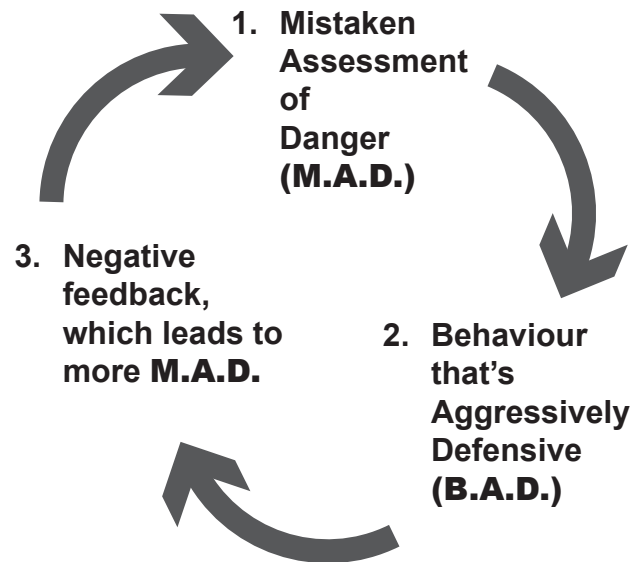 1. Mistaken
Assessment
of
Danger
(M.A.D.)
2. Behaviour
that's
Aggressively
Defensive
(B.A.D.)
3. Negative
feedback,
which leads to
more M.A.D.